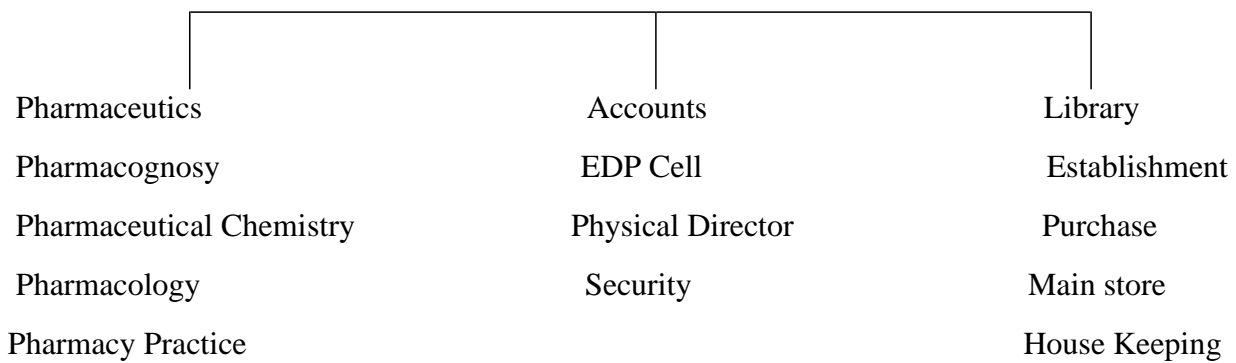 Pharmaceutics Accounts Library
Pharmacognosy EDP Cell Establishment
Pharmaceutical Chemistry Physical Director Purchase
Pharmacology Security Main store
Pharmacy Practice House Keeping